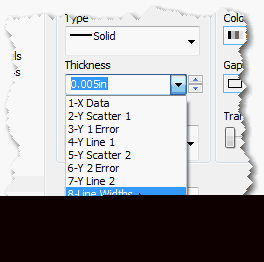 Type
Colo
Solid
Thickness
Gap
0.005in
ls
s
1-X Data
2-Y Scatter 1
3-Y 1 Error
Tra
4-Y Line 1
5-Y Scatter 2
6-Y 2 Error
7-Y Line 2
8-Line Widths